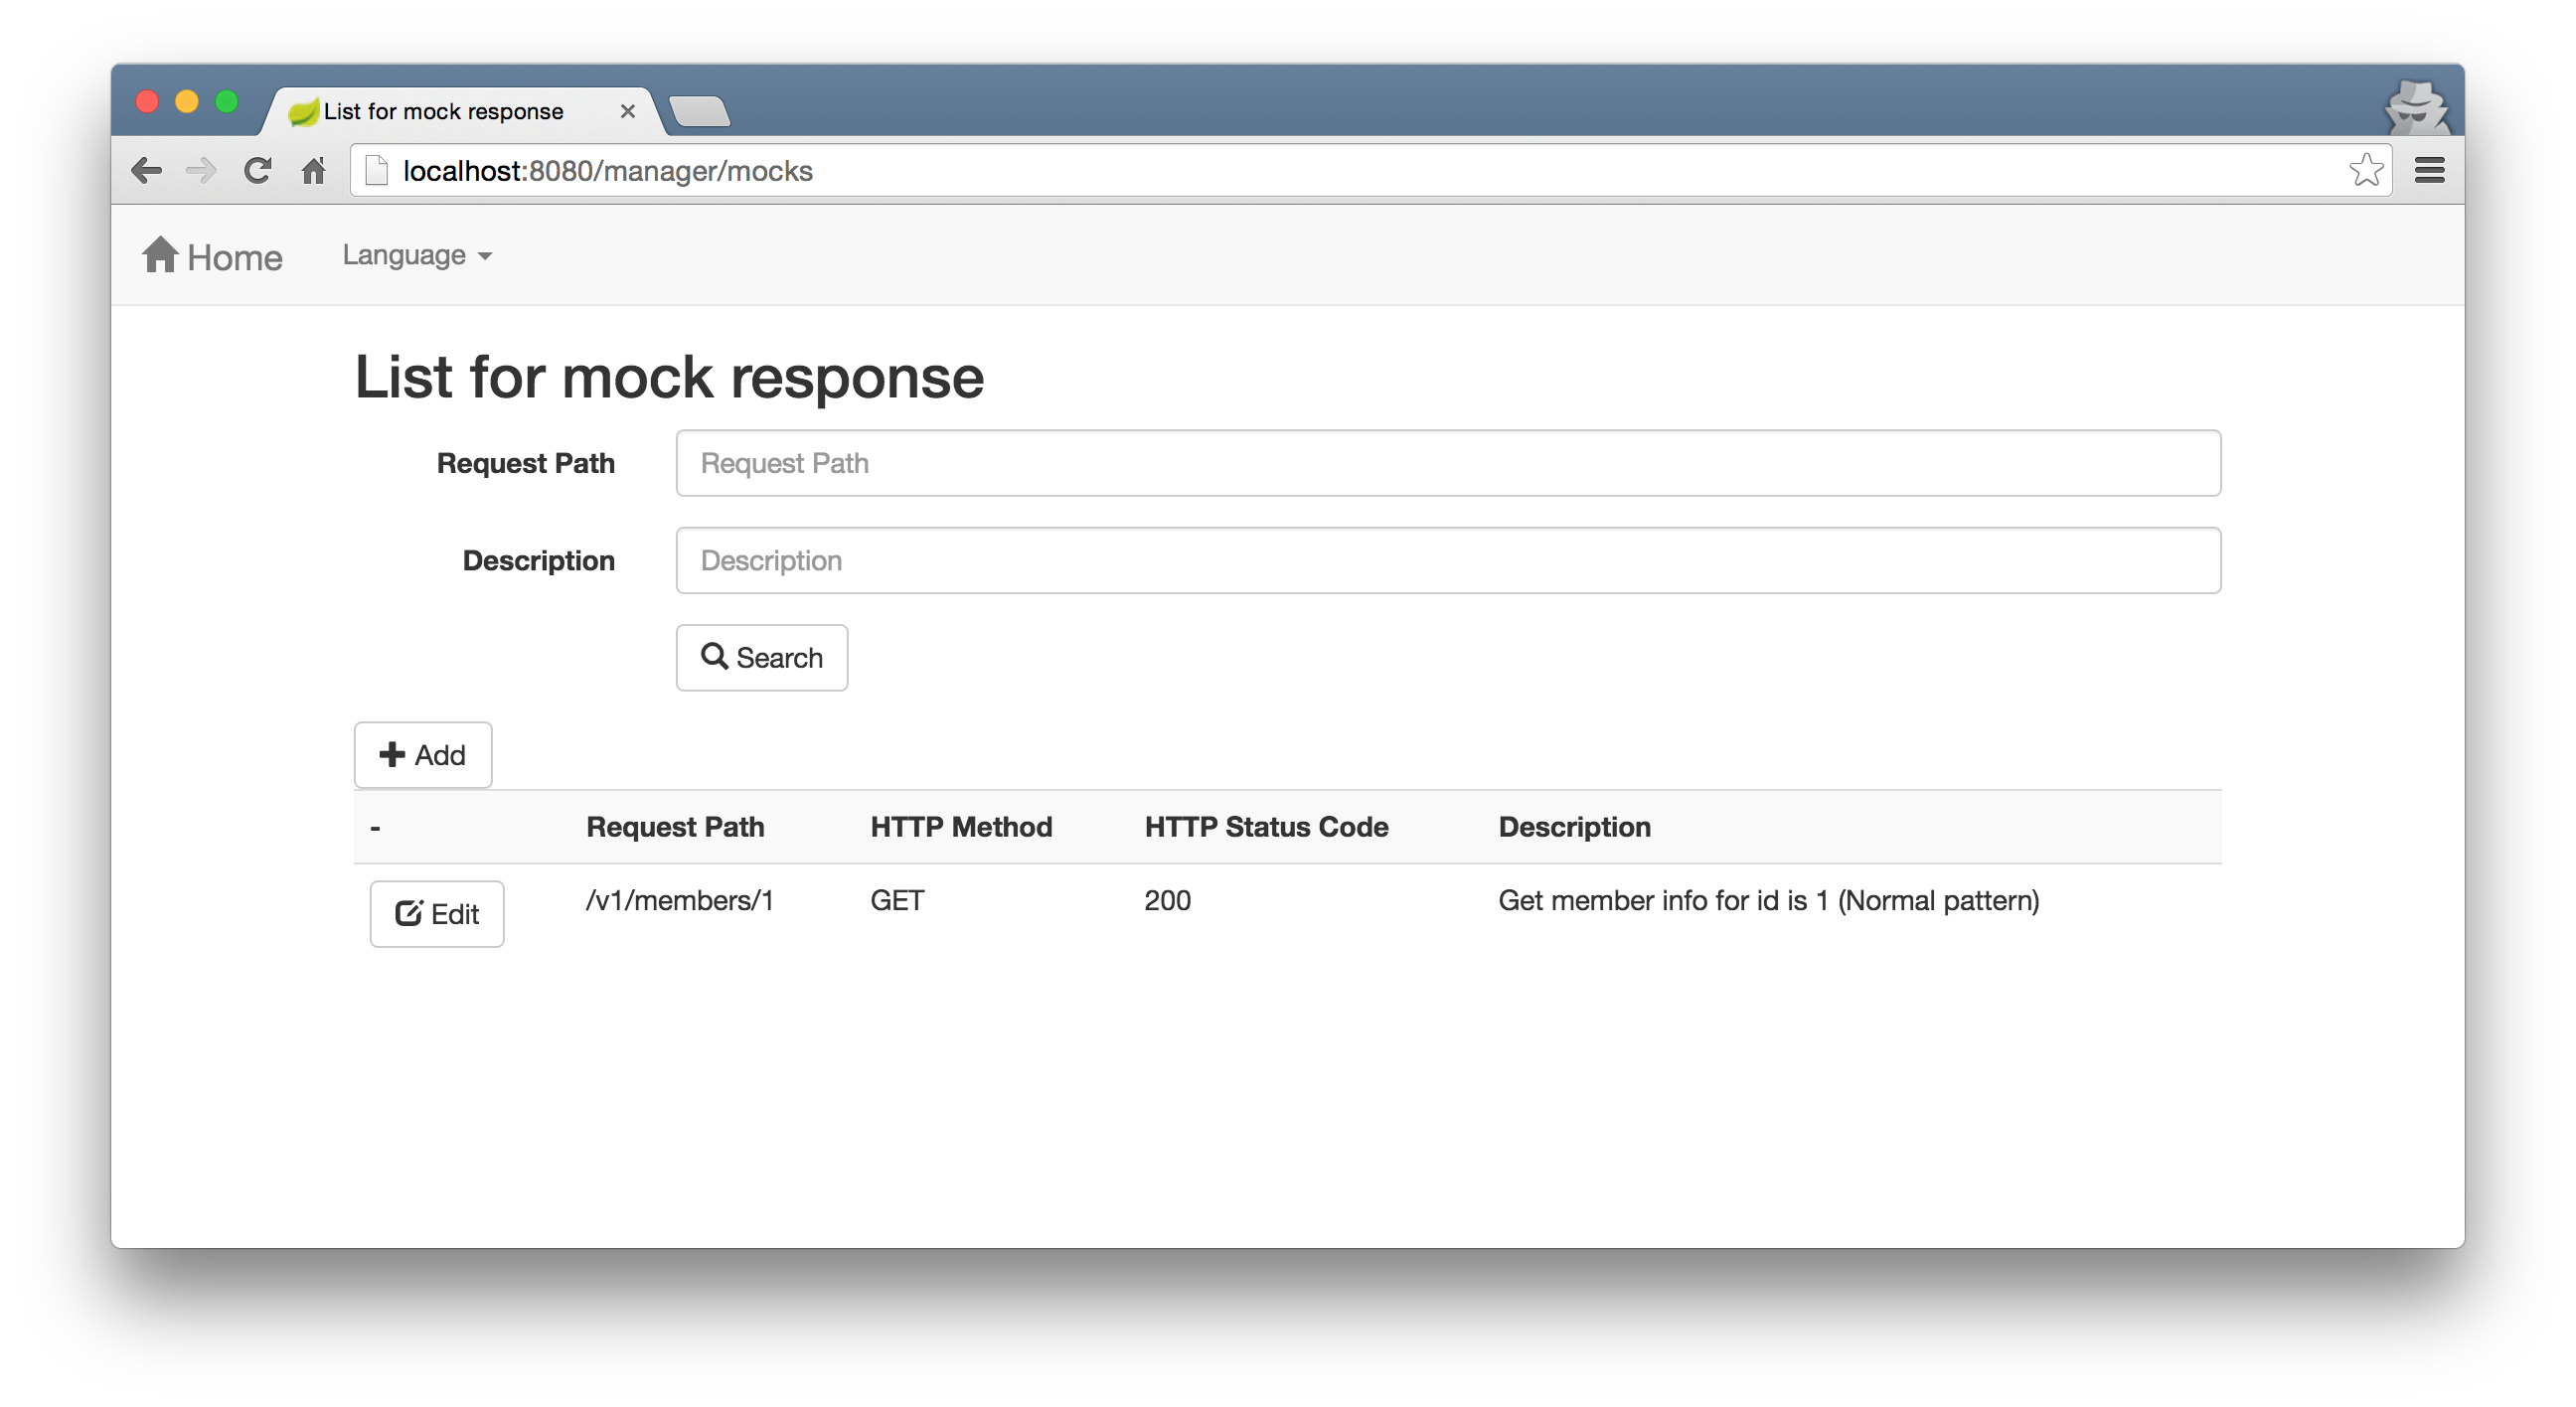 List for mock response
localhost:8080/manager/mocks
Home Language
List for mock response
Request Path Request Path
Description Description
Search
Add
- Request Path HTTP Method HTTP Status Code Description
Edit /v1/members/1 GET 200 Get member info for id is 1 (Normal pattern)